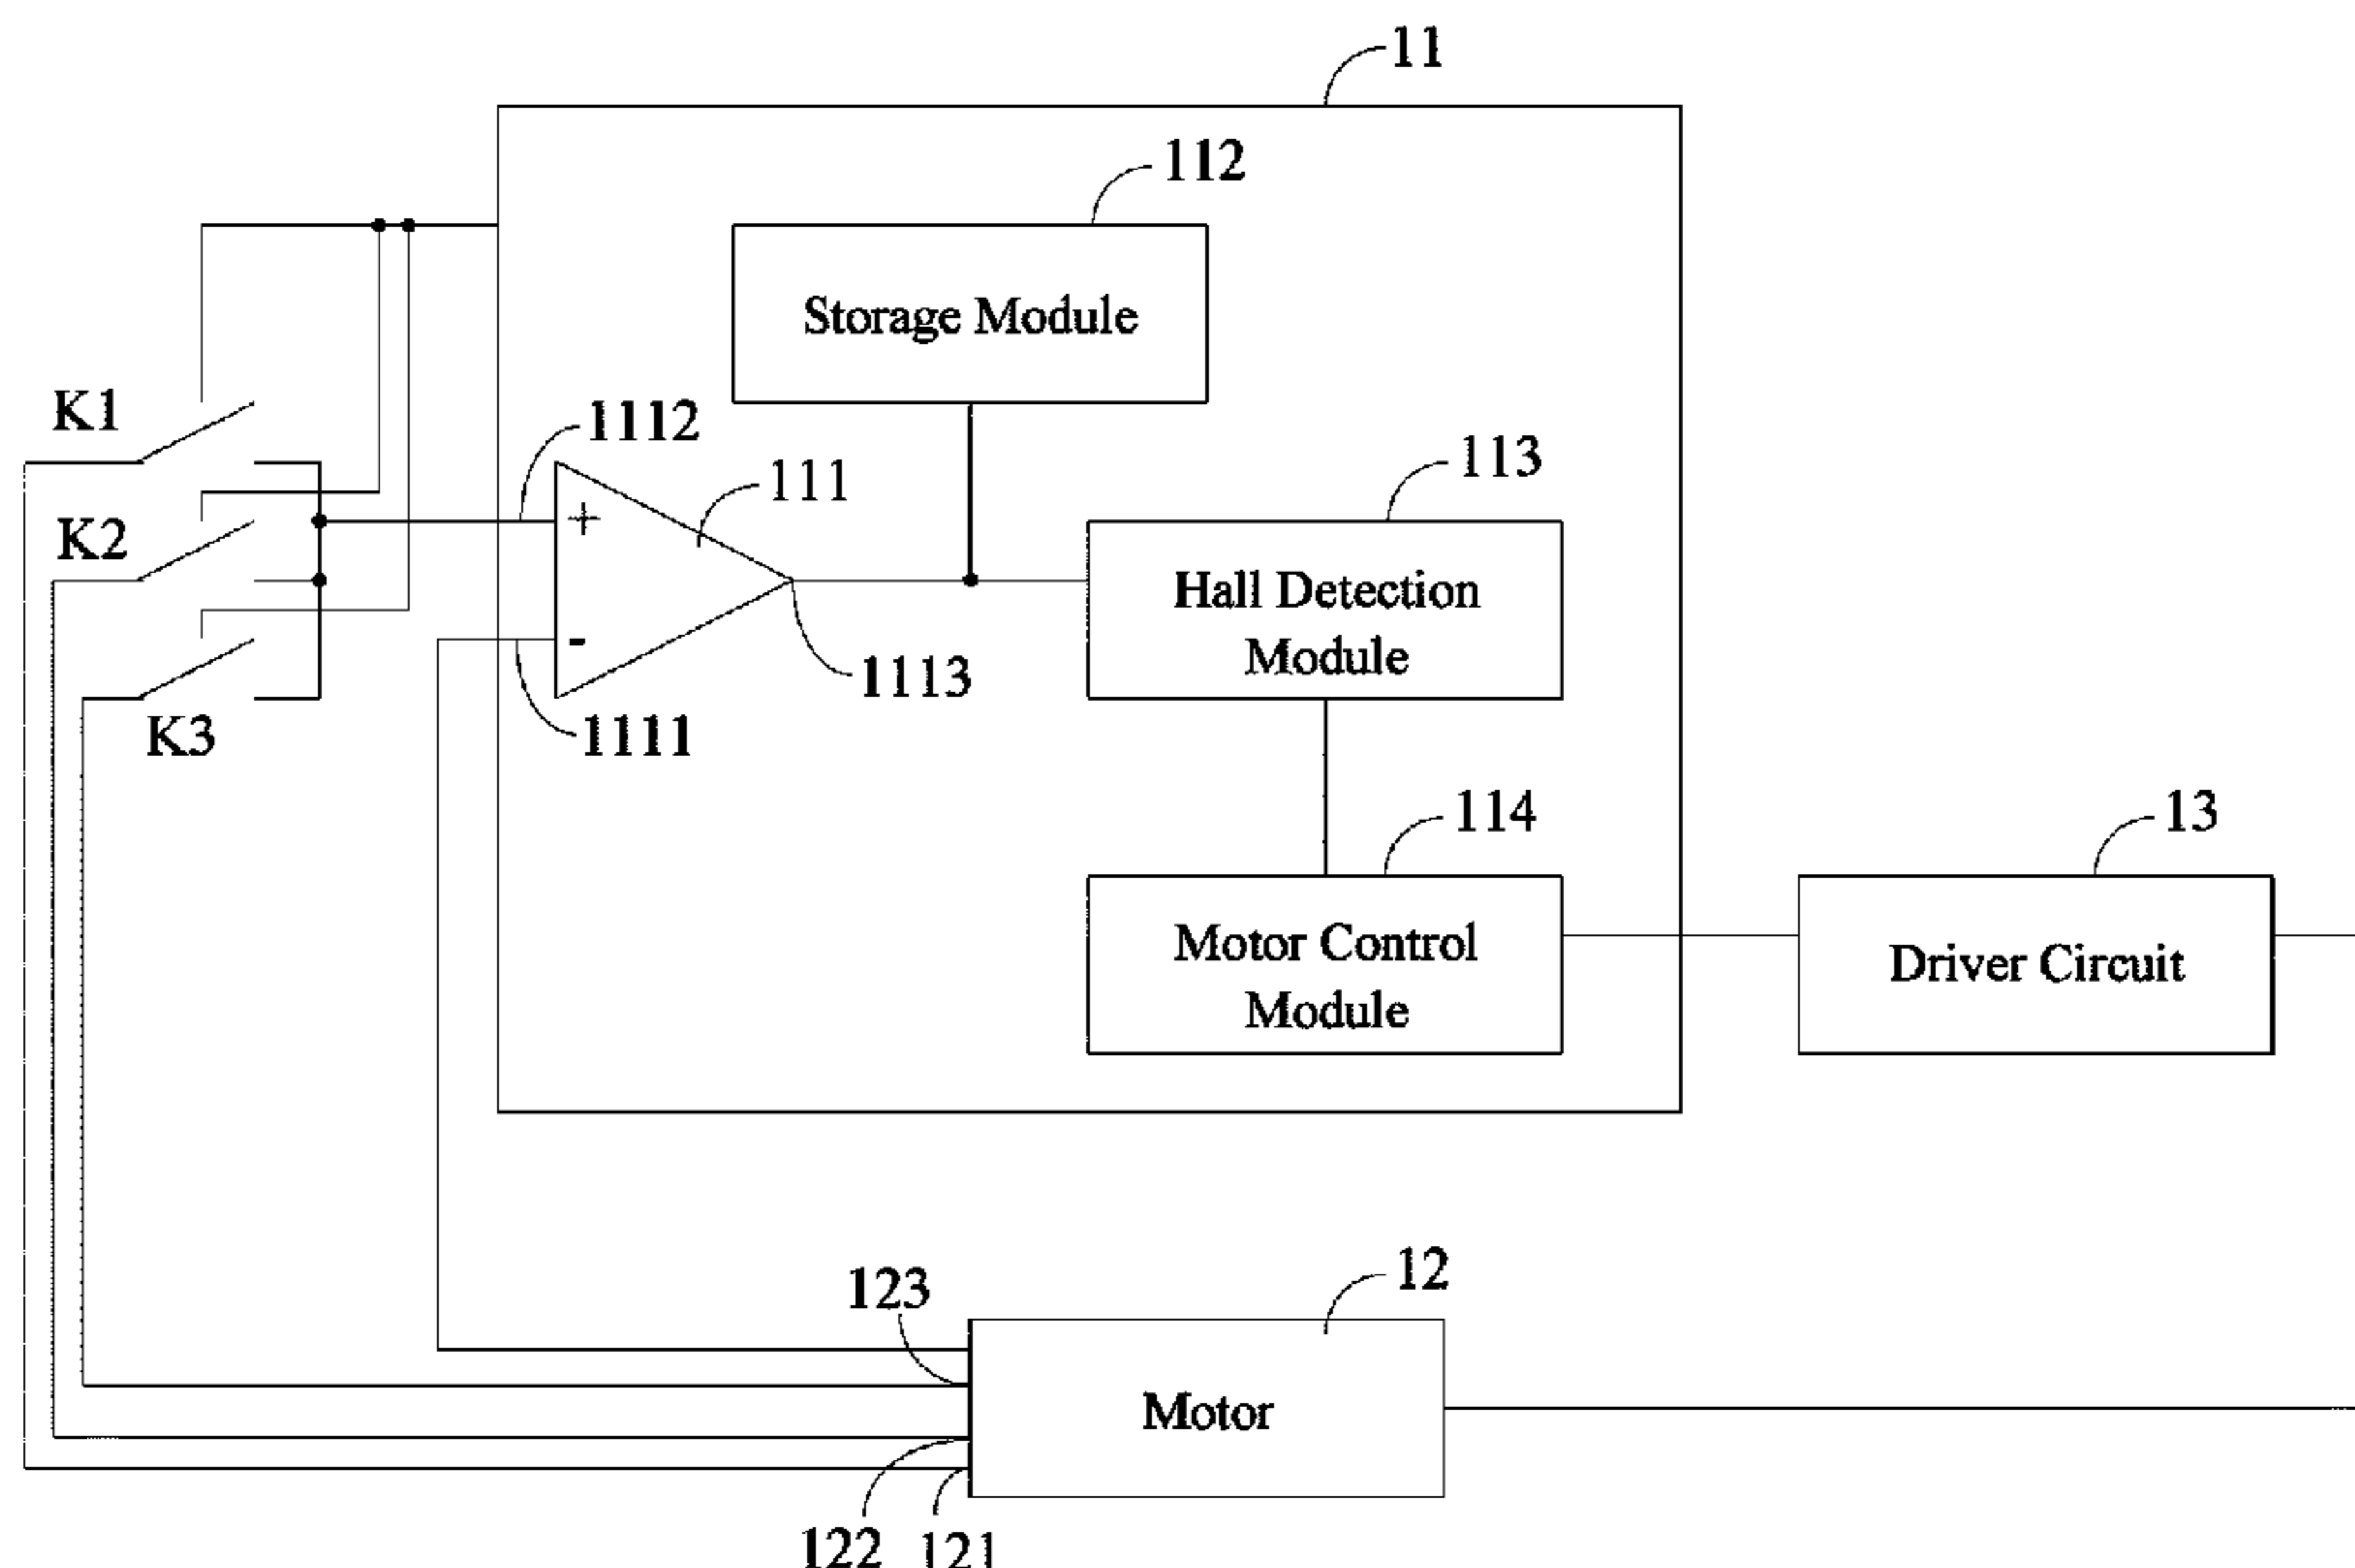 11
112
Storage Module
K1
1112
111
113
+
K2
Hall Detection
Module
-
1113
K3
1111
114
13
Motor Control
Module
Driver Circuit
123
12
Motor
122
121